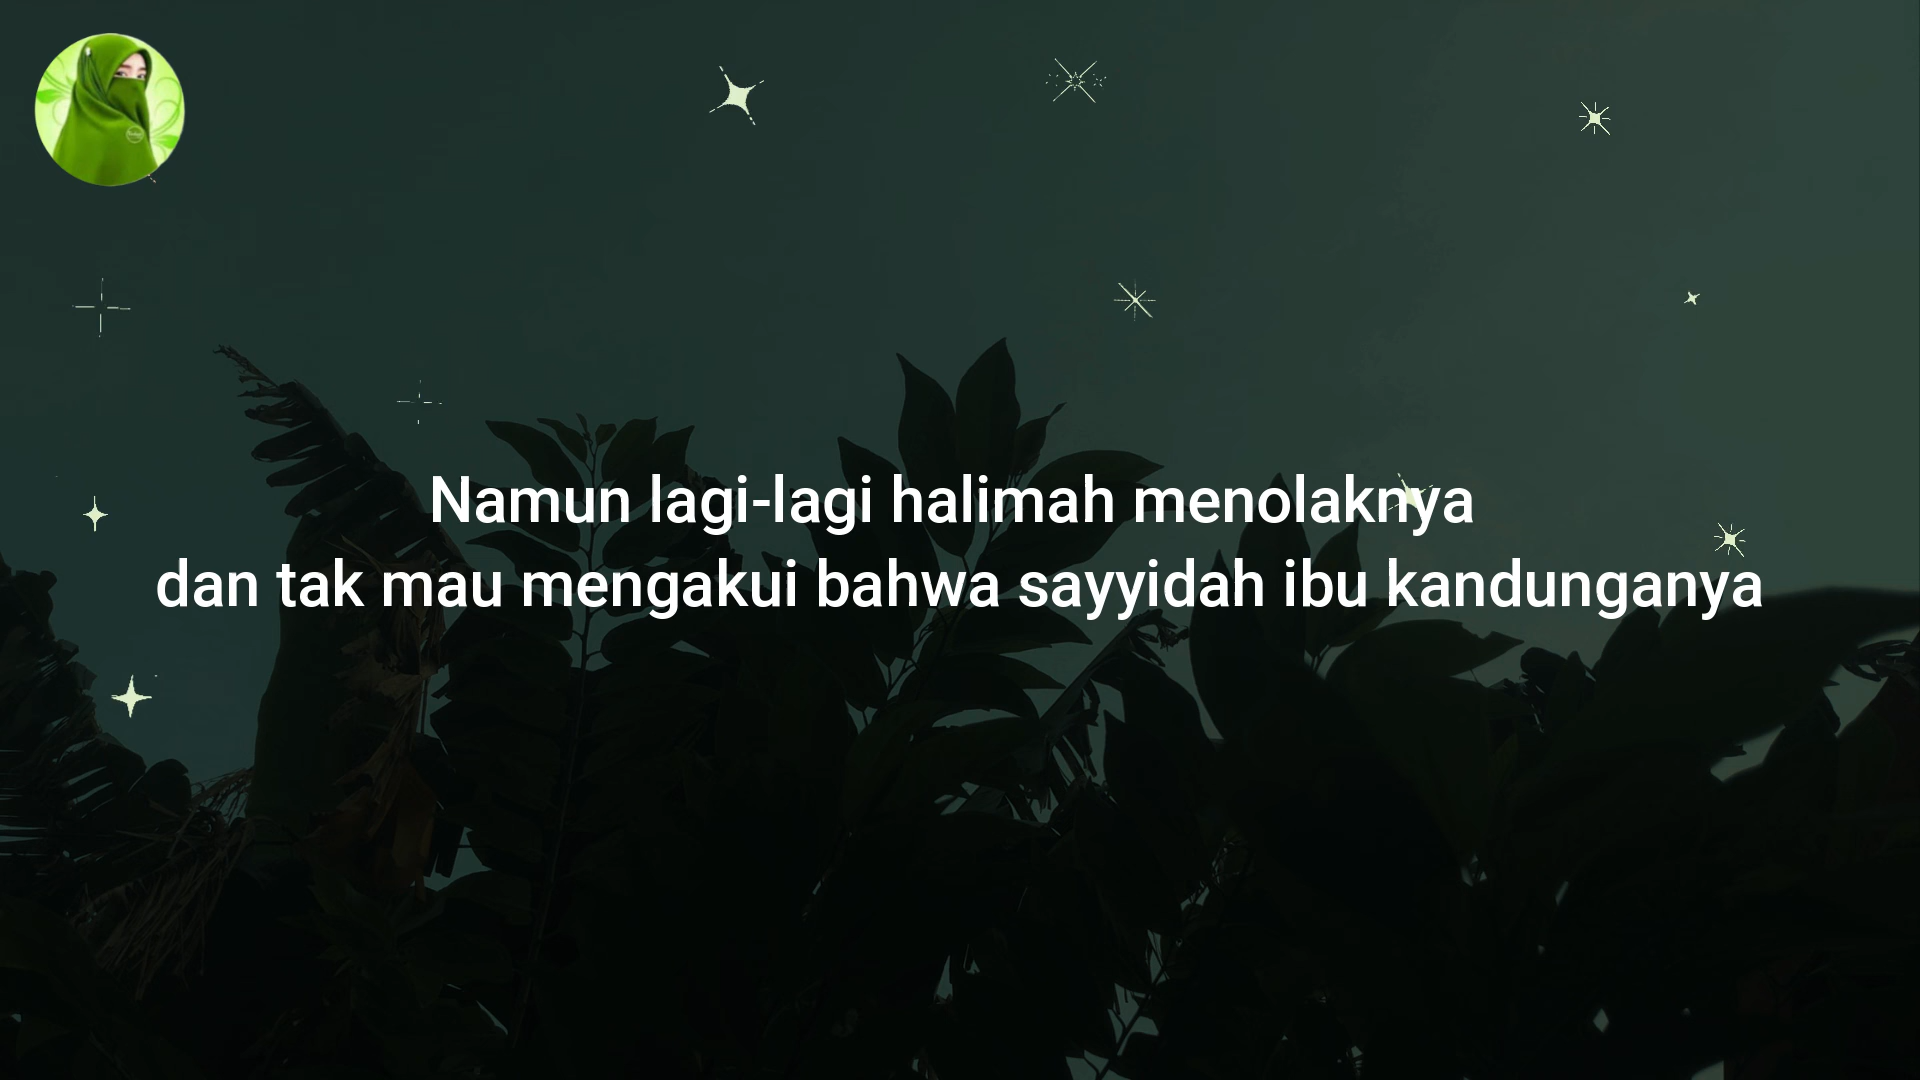 Namun lagi-lagi halimah menolaknya
dan tak mau mengakui bahwa sayyidah ibu kandunganya